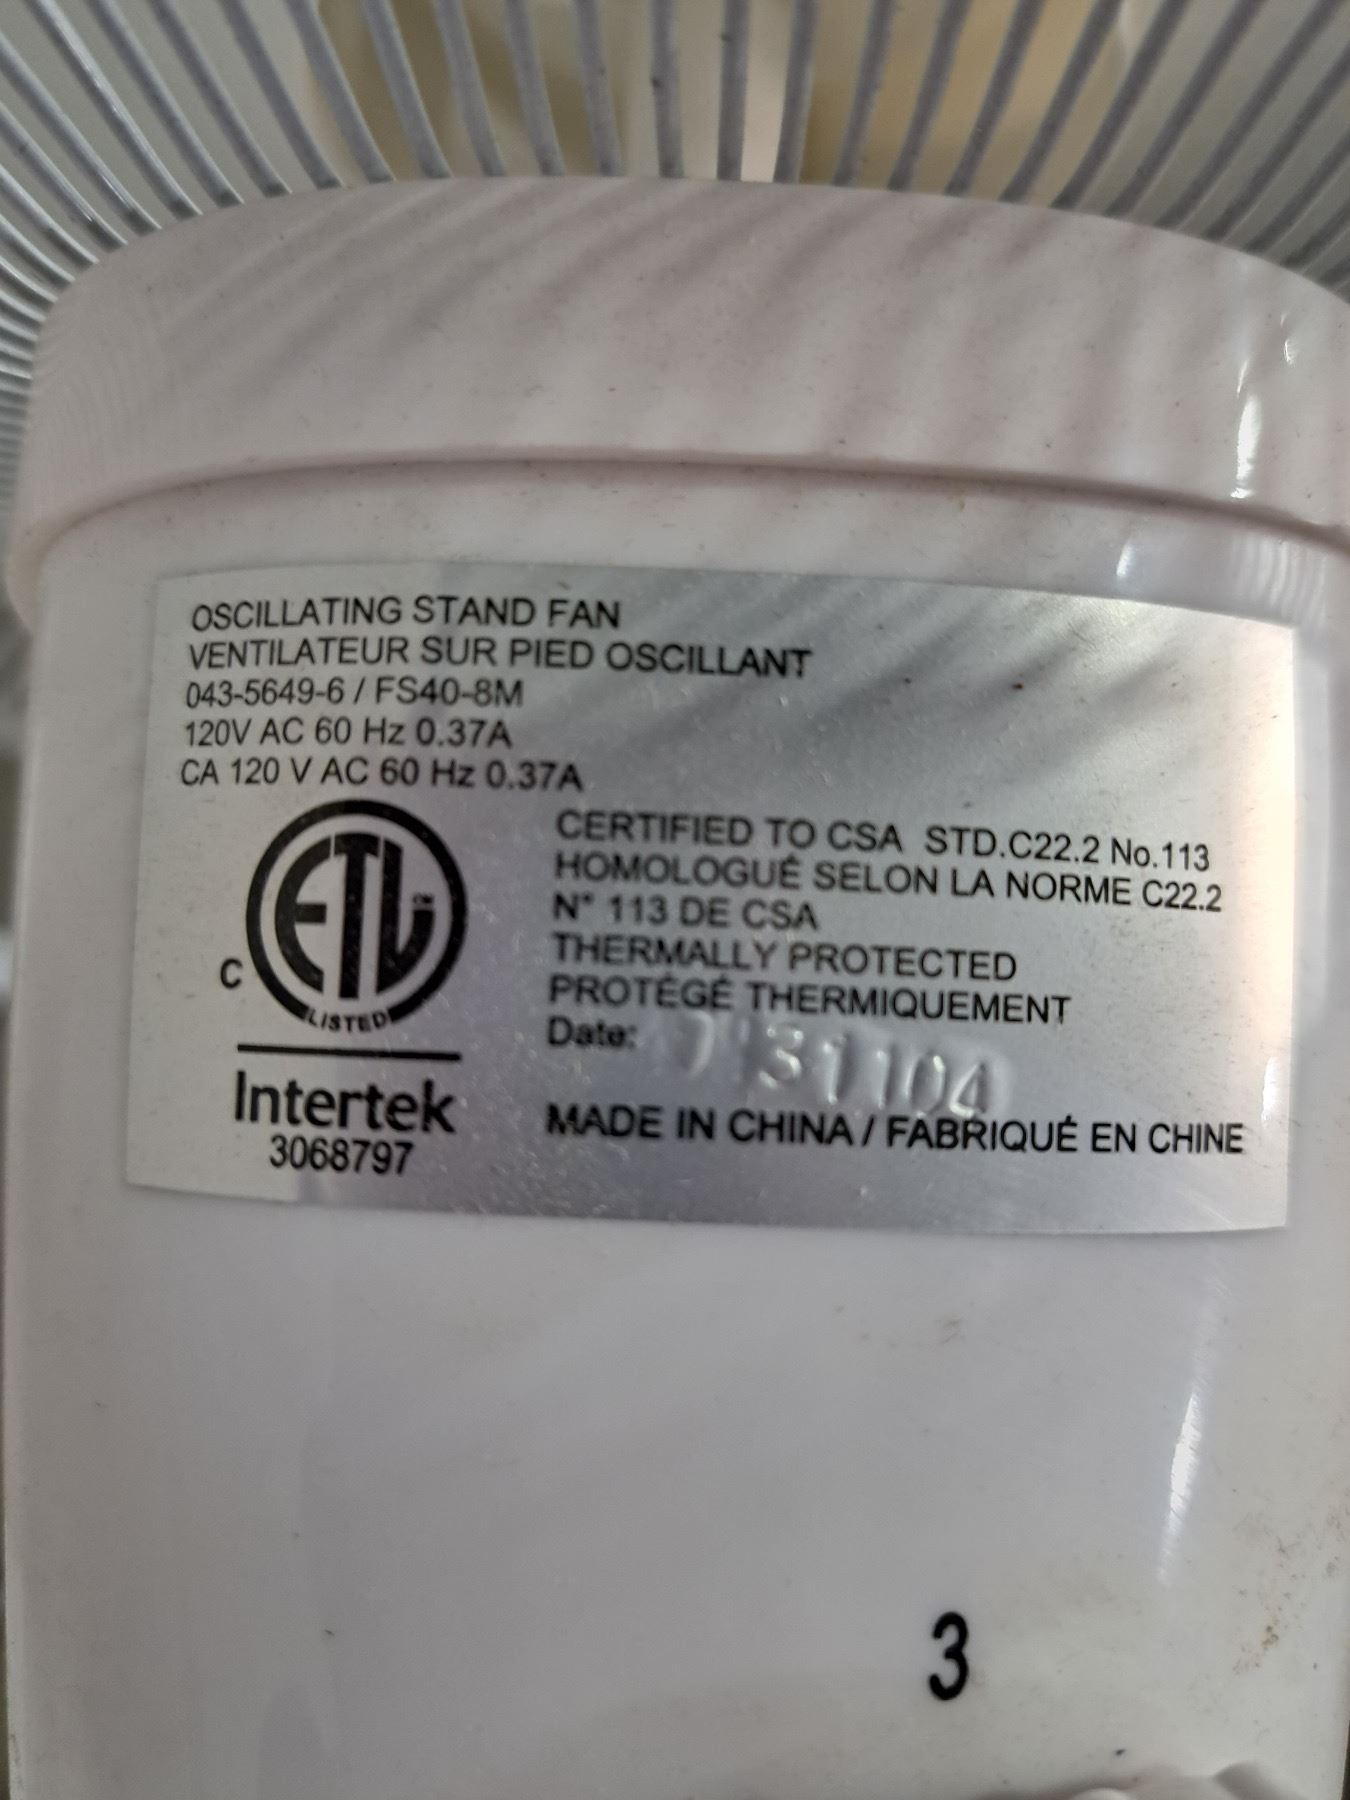 OSCILLATING STAND FAN
VENTILATEUR SUR PIED OSCILLANT
043-5649-6 / FS40-8M
120V AC 60 Hz 0.37A
CA 120 V AC 60 Hz 0.37A
C
ETL
LISTED
Intertek
3068797
CERTIFIED TO CSA STD.C22.2 No.113
HOMOLOGUÉ SELON LA NORME C22.2
N° 113 DE CSA
THERMALLY PROTECTED
PROTÉGÉ THERMIQUEMENT
Date:
MADE IN CHINA / FABRIQUÉ EN CHINE
3